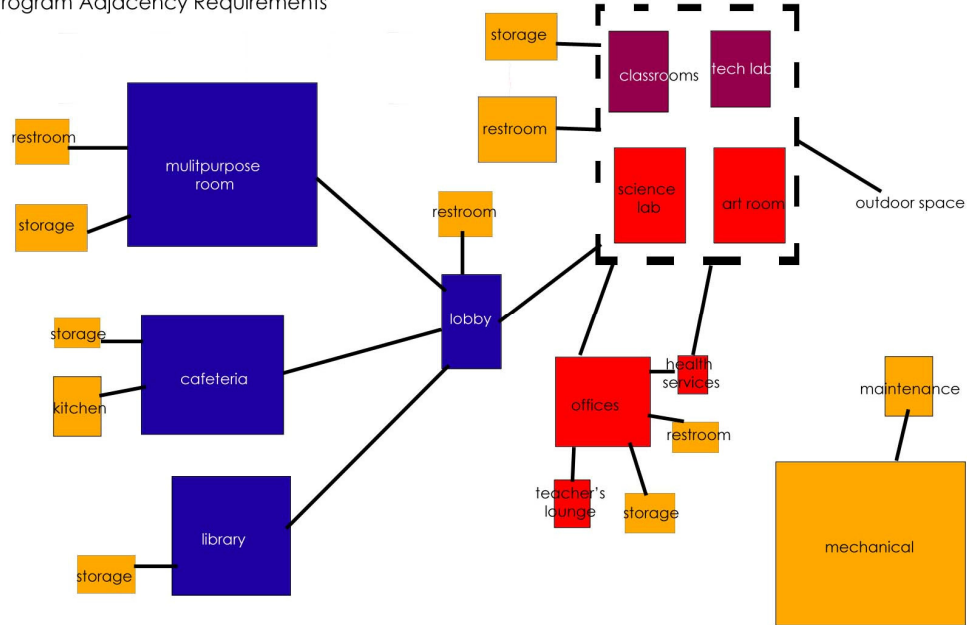 rogram Adjacency Requirements
storage
classrooms
tech lab
restroom
restroom
mulitpurpose
room
science
lab
art room
outdoor space
storage
restroom
lobby
storage
cafeteria
kitchen
health
services
offices
maintenance
restroom
teacher's
lounge
storage
library
storage
mechanical